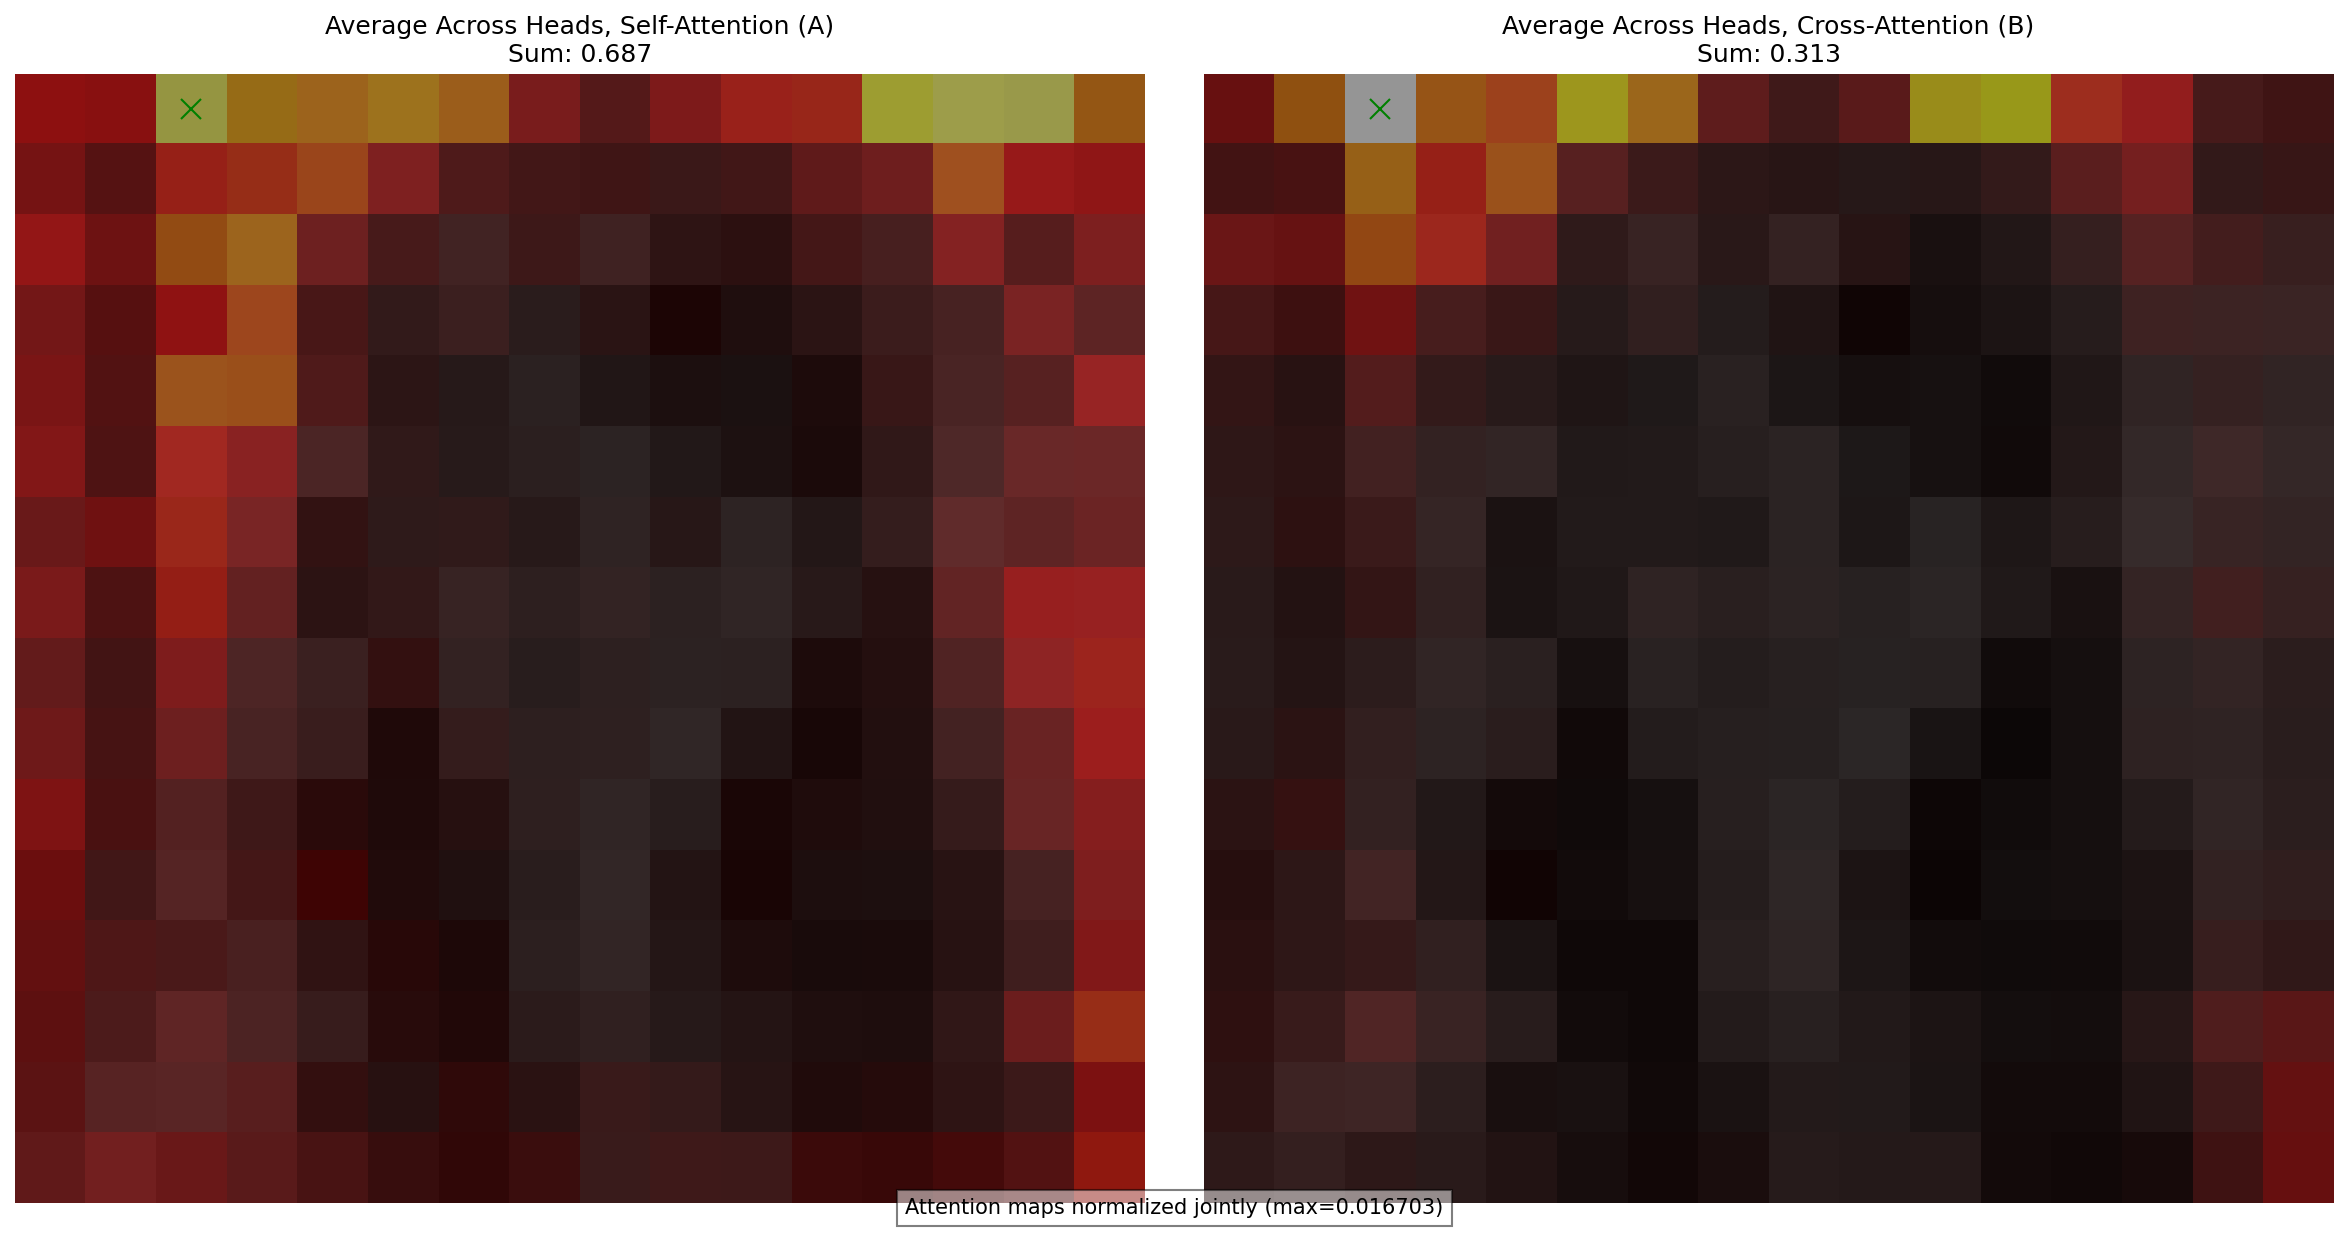 Average Across Heads, Self-Attention (A)
Sum: 0.687
Average Across Heads, Cross-Attention (B)
Sum: 0.313
Attention maps normalized jointly (max=0.016703)